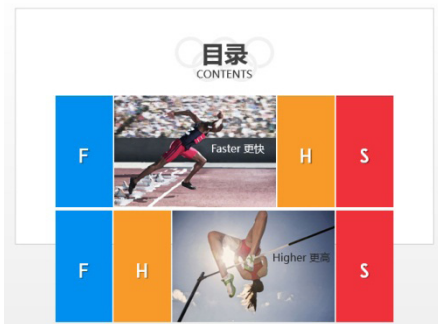 目录
CONTENTS
F
Faster 更快
H
S
F
H
Higher 更高
S